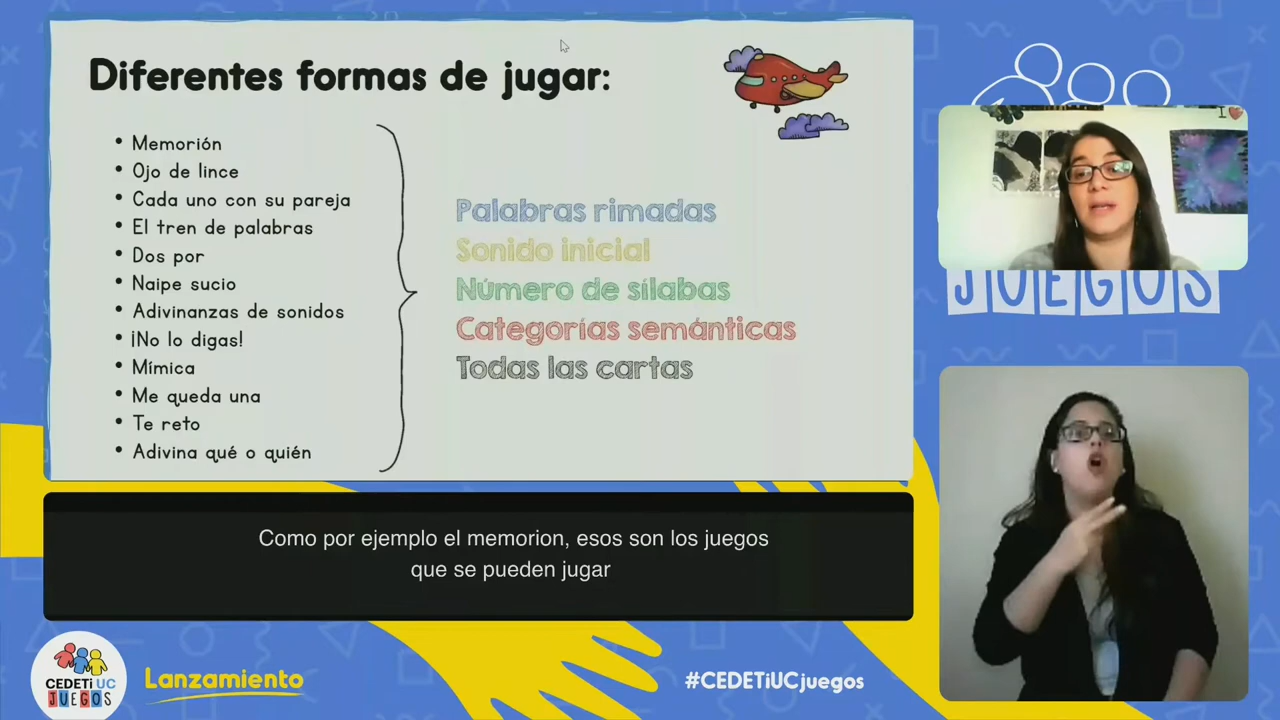 Diferentes formas de jugar:
• Memorión
• Ojo de lince
• Cada uno con su pareja
• El tren de palabras
• Dos por
• Naipe sucio
• Adivinanzas de sonidos
• ¡No lo digas!
• Mímica
• Me queda una
• Te reto
• Adivina qué o quién
Palabras rimadas
Sonido inicial
Número de sílabas
Categorías semánticas
Todas las cartas
I
JUEGOS
Como por ejemplo el memorion, esos son los juegos
que se pueden jugar
CEDETi UC
JUEGOS
Lanzamiento
#CEDETiUCjuegos